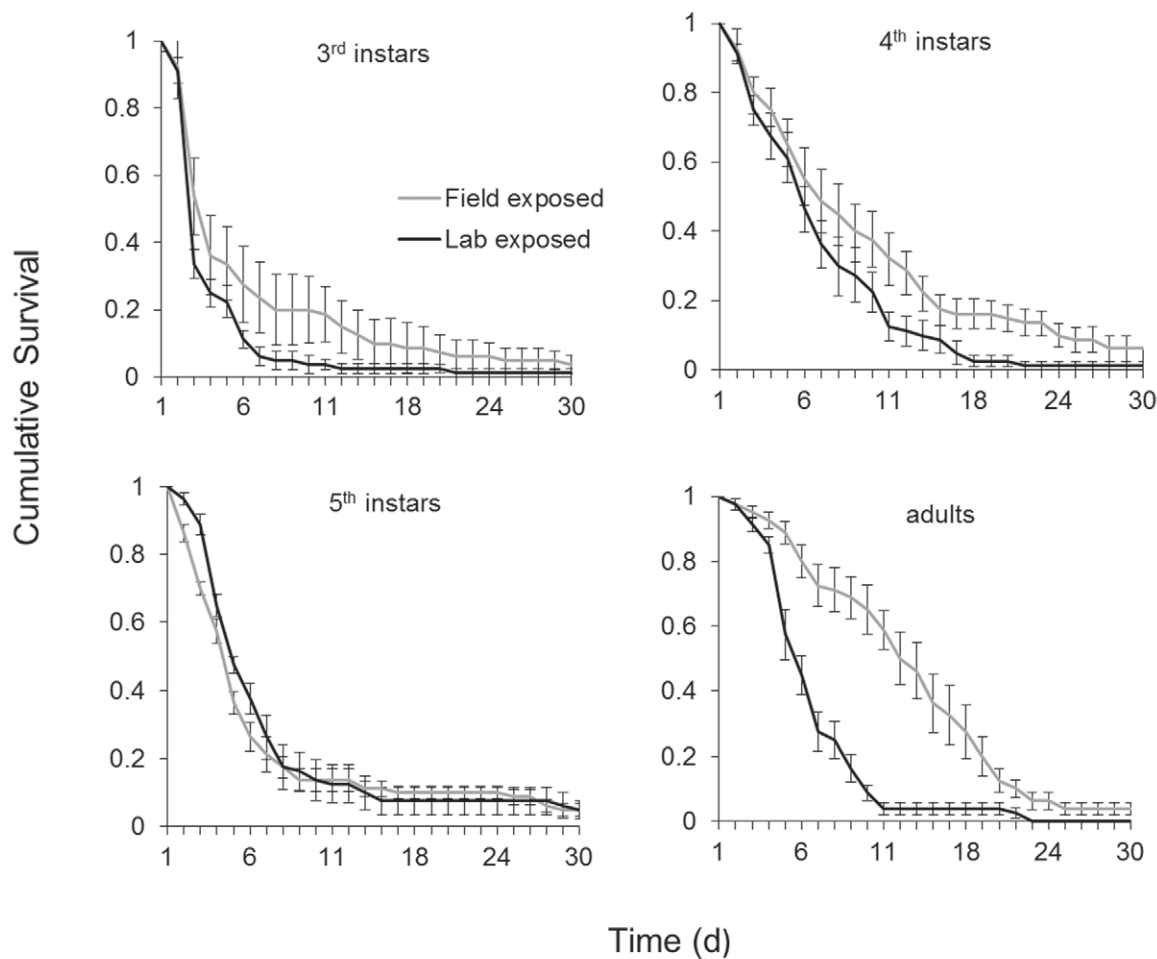 Cumulative Survival
3rd instars
1
0.8
0.6
0.4
0.2
0
1 6 11 18 24 30
Field exposed
Lab exposed
4th instars
1
0.8
0.6
0.4
0.2
0
1 6 11 18 24 30
5th instars
1
0.8
0.6
0.4
0.2
0
1 6 11 18 24 30
adults
1
0.8
0.6
0.4
0.2
0
1 6 11 18 24 30
Time (d)